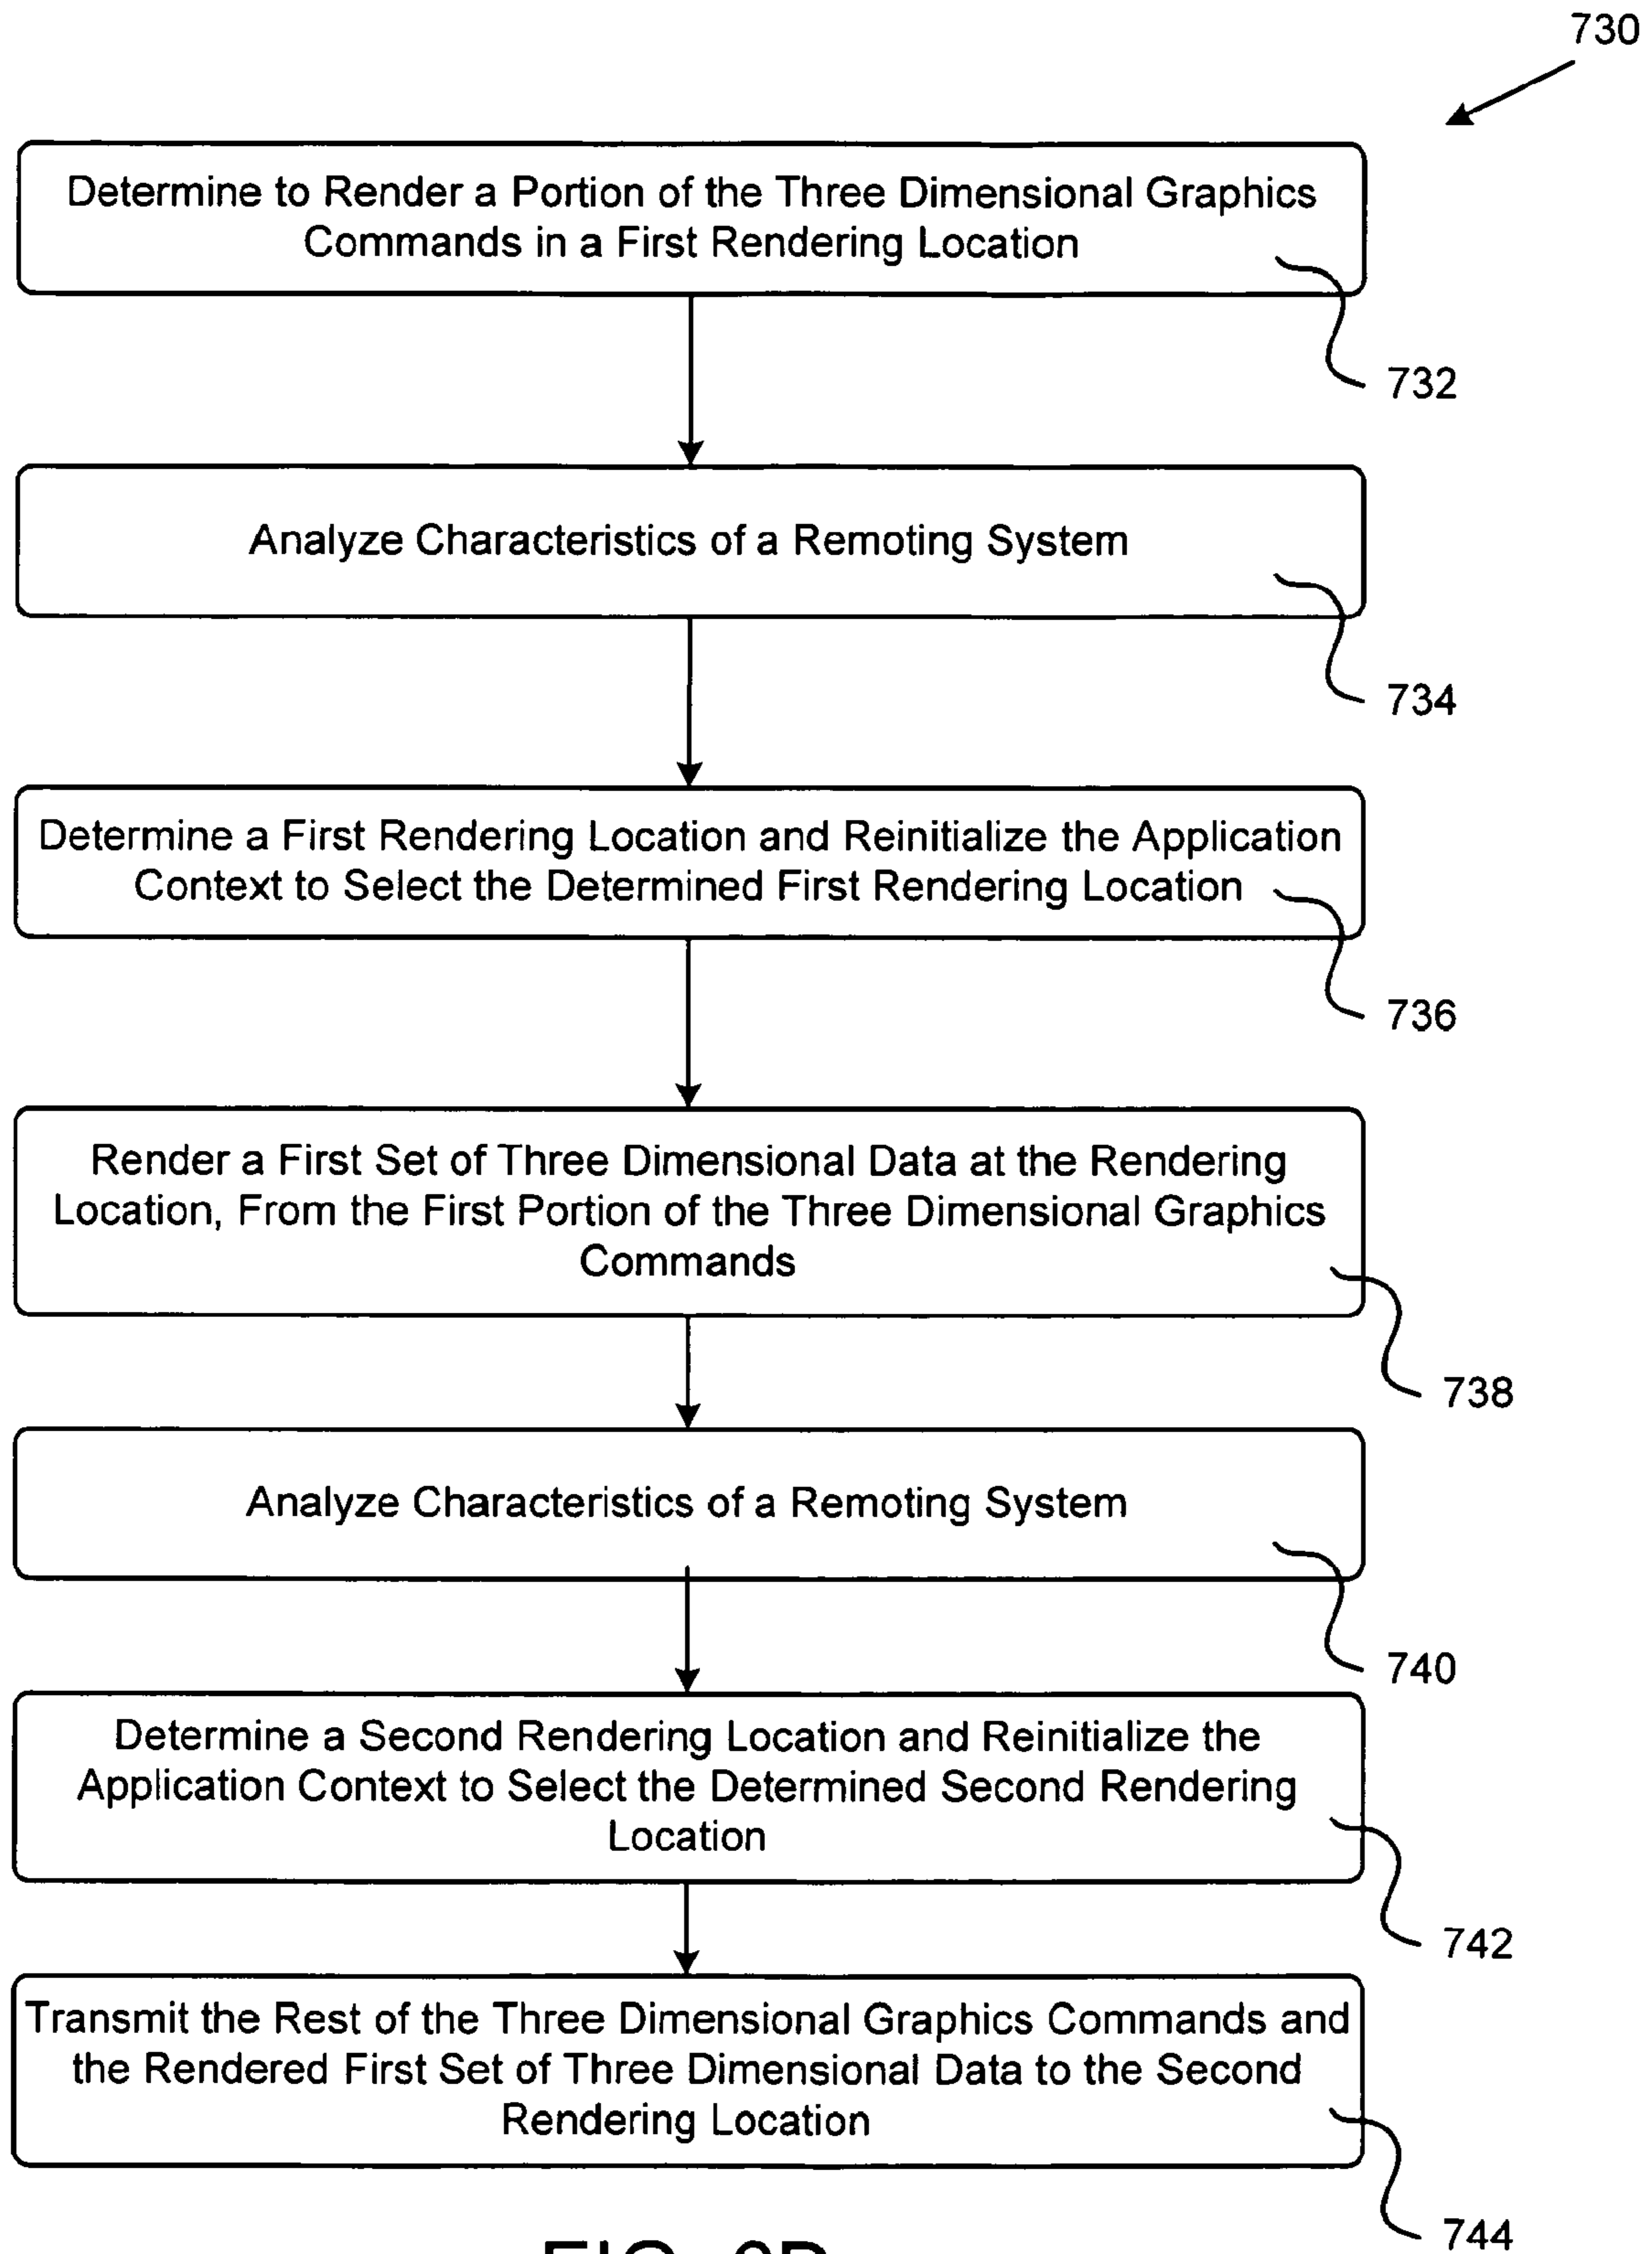 730
Determine to Render a Portion of the Three Dimensional Graphics
Commands in a First Rendering Location
732
Analyze Characteristics of a Remoting System
734
Determine a First Rendering Location and Reinitialize the Application
Context to Select the Determined First Rendering Location
736
Render a First Set of Three Dimensional Data at the Rendering
Location, From the First Portion of the Three Dimensional Graphics
Commands
738
Analyze Characteristics of a Remoting System
740
Determine a Second Rendering Location and Reinitialize the
Application Context to Select the Determined Second Rendering
Location
742
Transmit the Rest of the Three Dimensional Graphics Commands and
the Rendered First Set of Three Dimensional Data to the Second
Rendering Location
744
FIG.